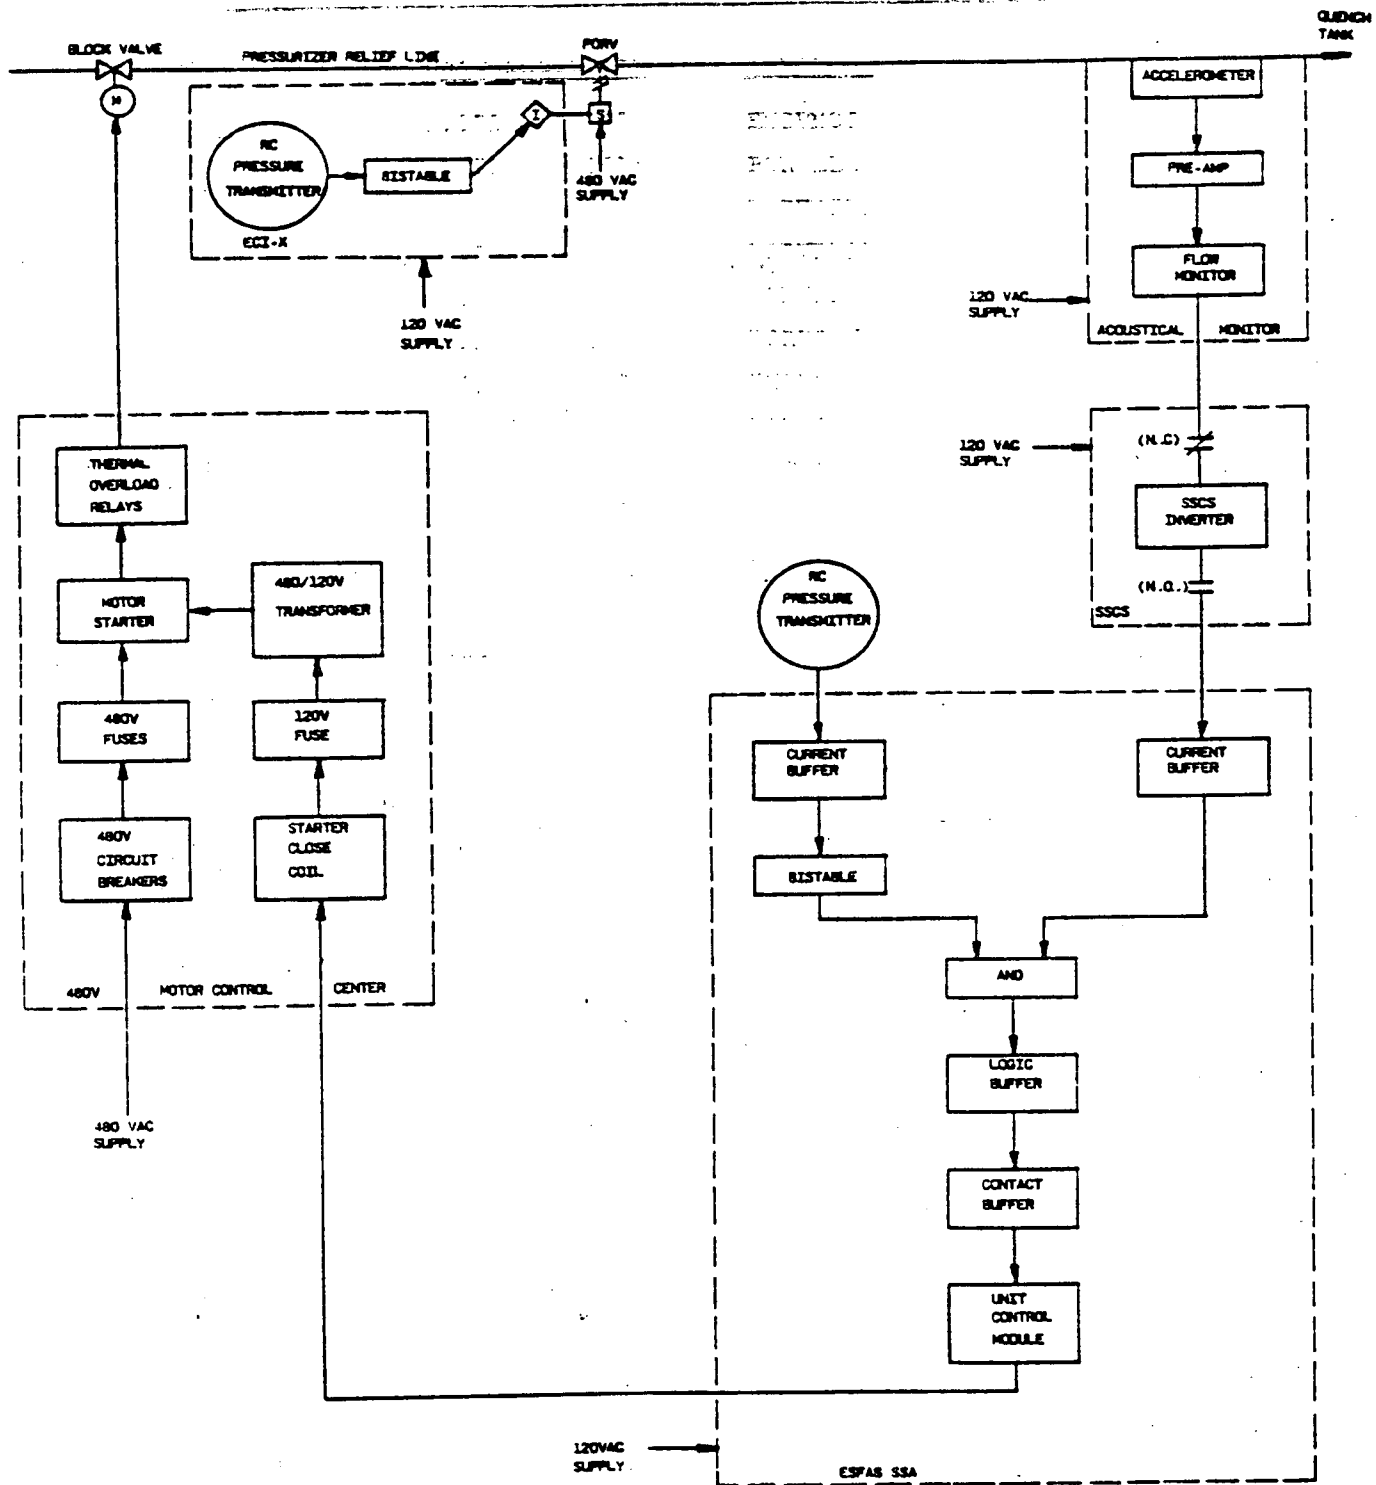 QUENCH
TANK
BLOCK VALVE
PRESSURIZER RELIEF LINE
PORV
ACCELEROMETER
M
I
S
RC
PRESSURE
TRANSMITTER
BISTABLE
ECI-X
480 VAC
SUPPLY
PRE-AMP
FLOW
MONITOR
120 VAC
SUPPLY
120 VAC
SUPPLY
ACOUSTICAL MONITOR
THERMAL
OVERLOAD
RELAYS
120 VAC
SUPPLY
(N.C)
SSCS
INVERTER
(N.O.)
SSCS
MOTOR
STARTER
480/120V
TRANSFORMER
RC
PRESSURE
TRANSMITTER
480V
FUSES
120V
FUSE
CURRENT
BUFFER
CURRENT
BUFFER
480V
CIRCUIT
BREAKERS
STARTER
CLOSE
COIL
BISTABLE
AND
480V MOTOR CONTROL CENTER
LOGIC
BUFFER
480 VAC
SUPPLY
CONTACT
BUFFER
UNIT
CONTROL
MODULE
120VAC
SUPPLY
ESFAS SSA